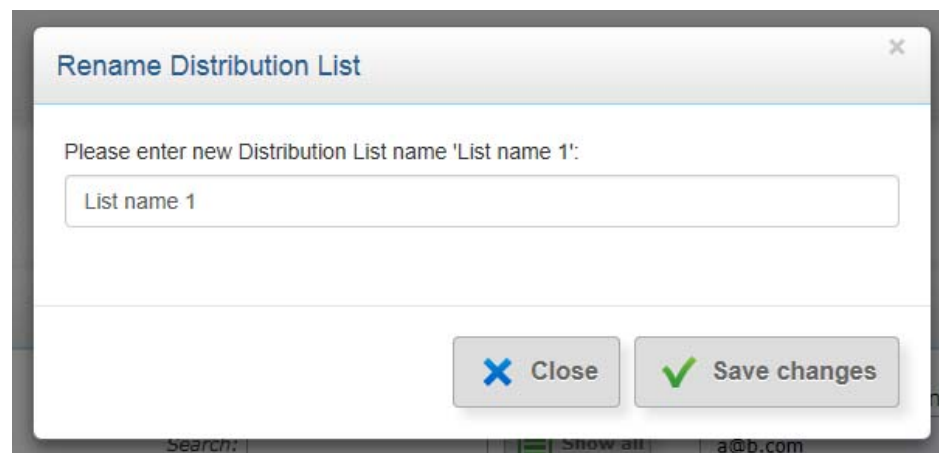 Rename Distribution List
×
Please enter new Distribution List name 'List name 1':
List name 1
Close
Save changes
Search:
Show all
a@b.com